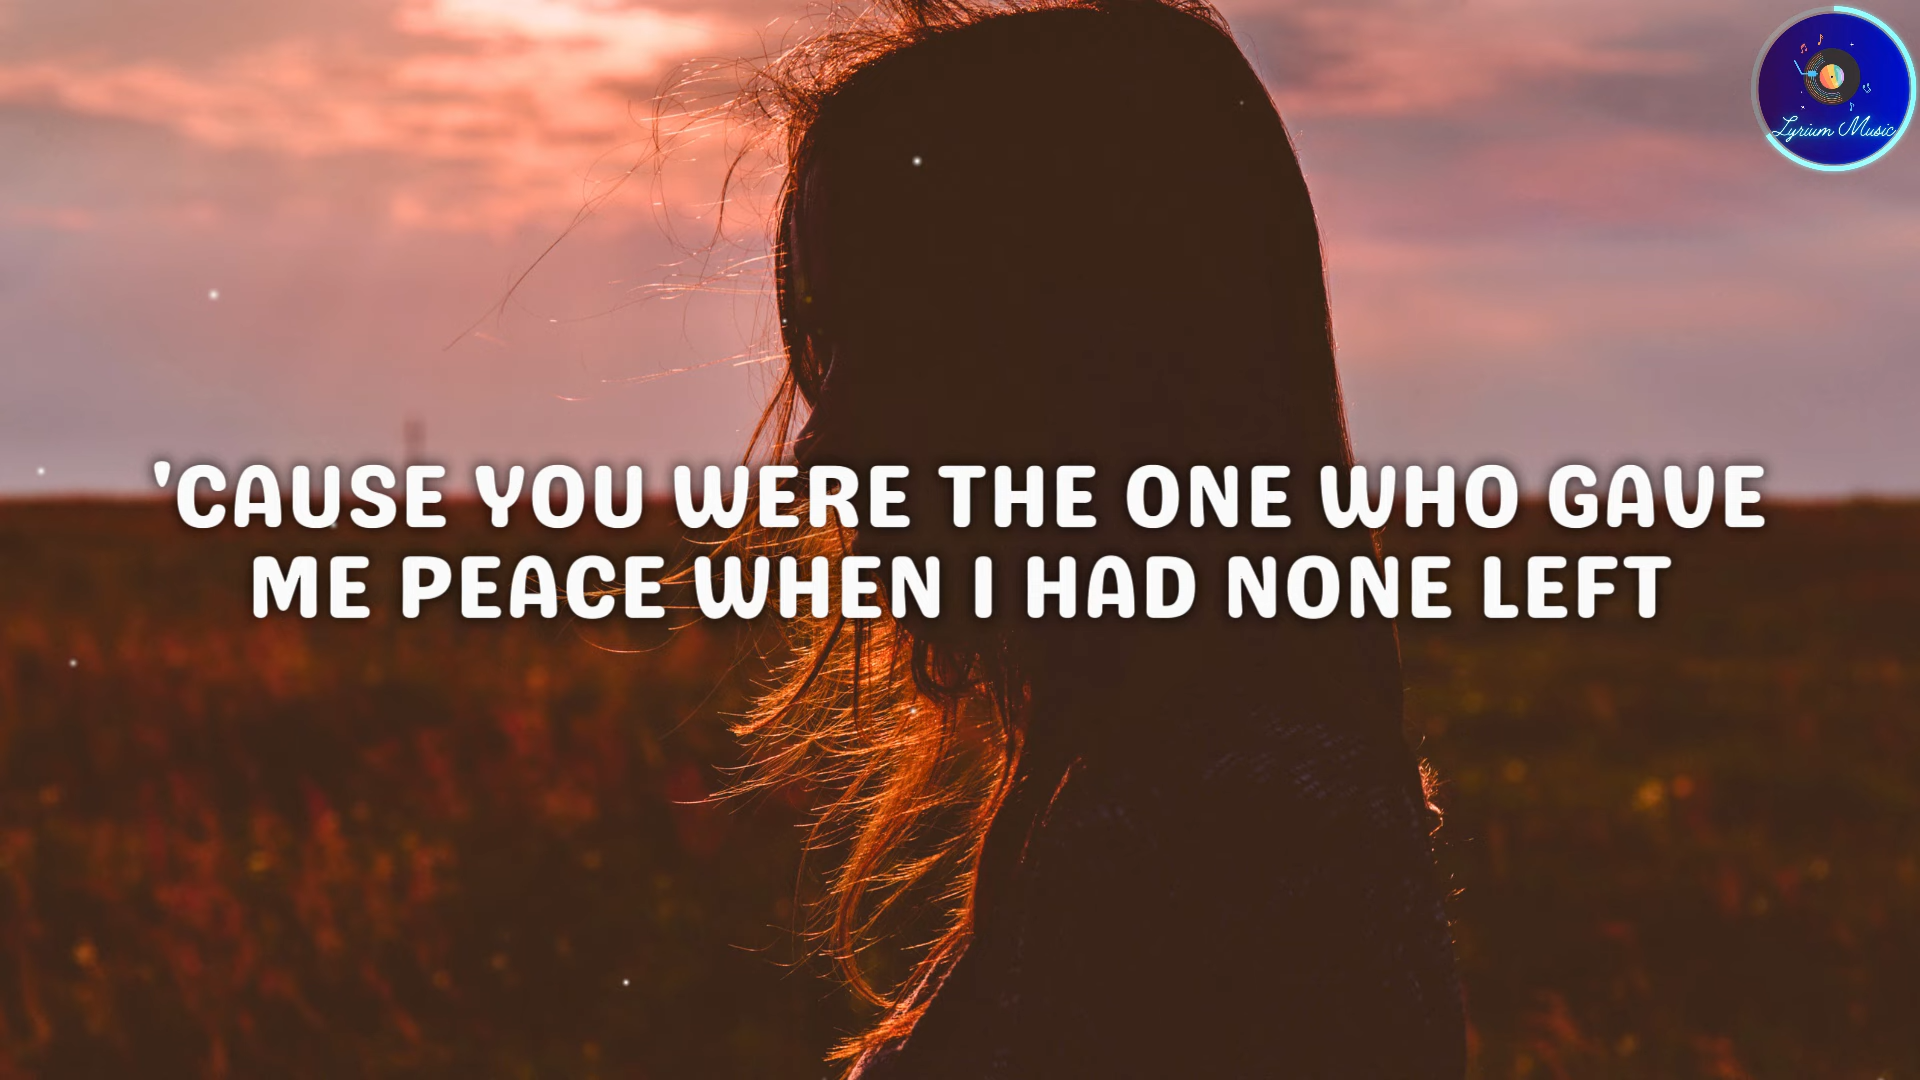 Lyrium Music
'CAUSE YOU WERE THE ONE WHO GAVE
ME PEACE WHEN I HAD NONE LEFT